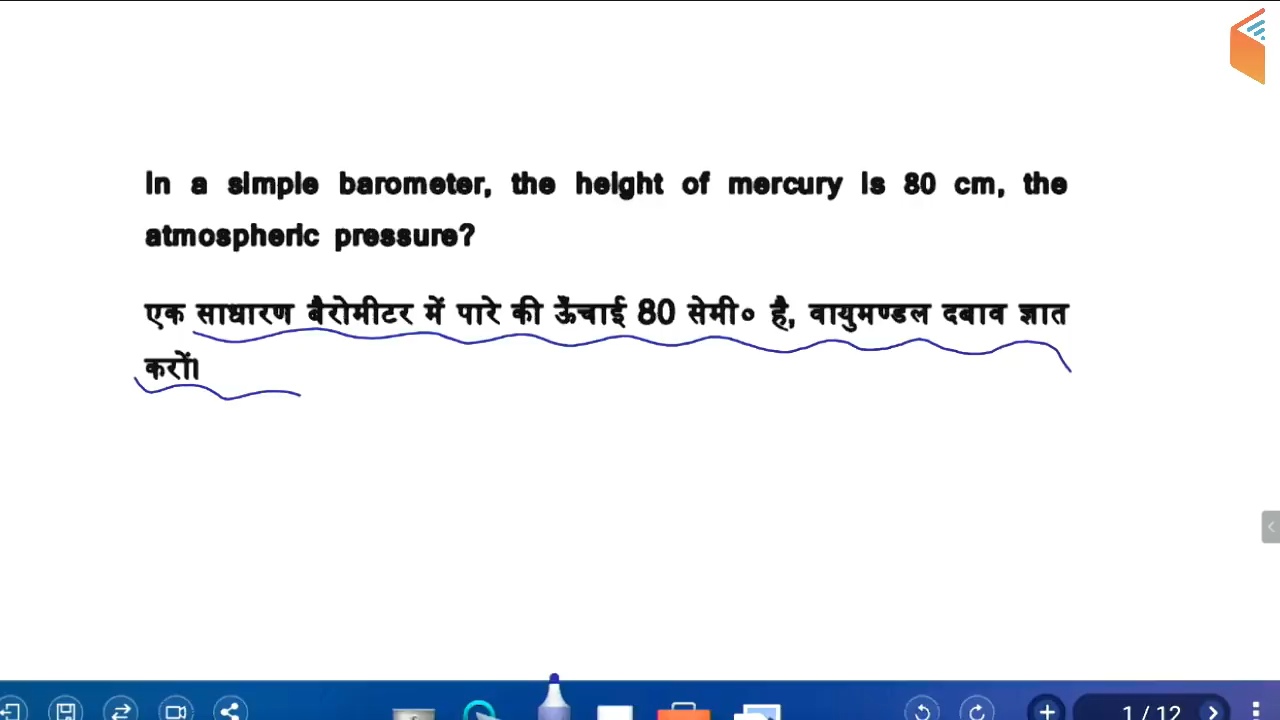 In a simple barometer, the height of mercury is 80 cm, the
atmospheric pressure?
एक साधारण बैरोमीटर में पारे की ऊँचाई 80 सेमी० है, वायुमण्डल दबाव ज्ञात
करों।
1 / 12